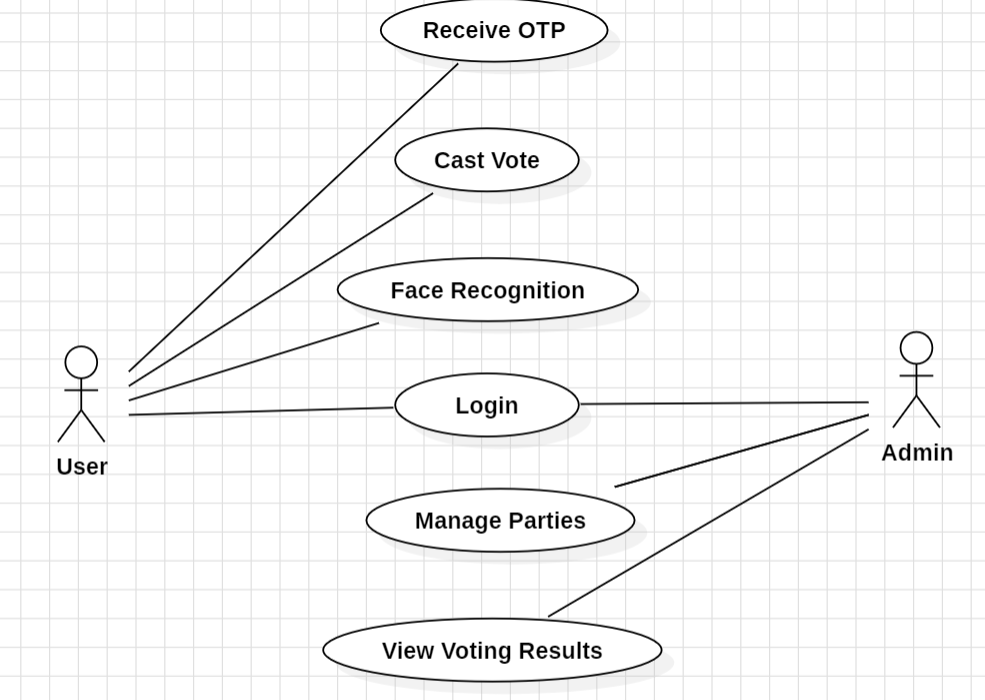 Receive OTP
Cast Vote
Face Recognition
Login
User
Admin
Manage Parties
View Voting Results